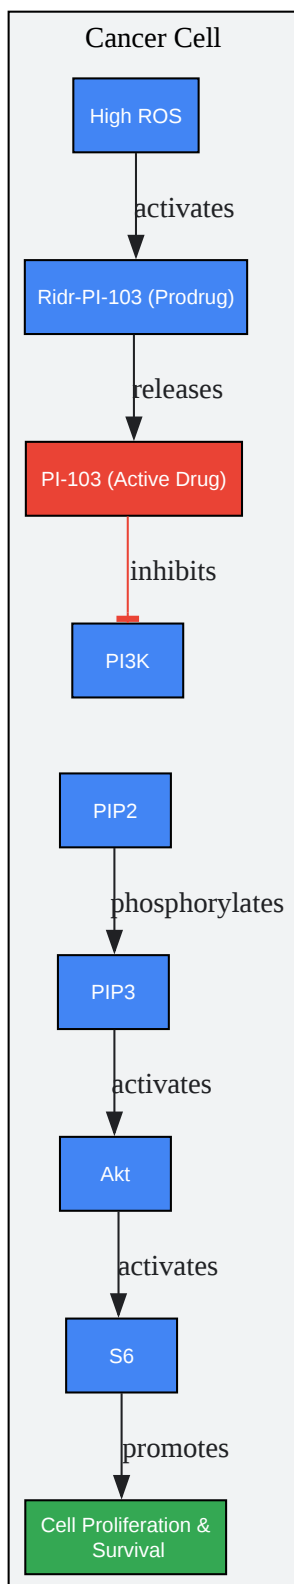 Cancer Cell
High ROS
activates
Ridr-PI-103 (Prodrug)
releases
PI-103 (Active Drug)
inhibits
PI3K
PIP2
phosphorylates
PIP3
activates
Akt
activates
S6
promotes
Cell Proliferation &
Survival